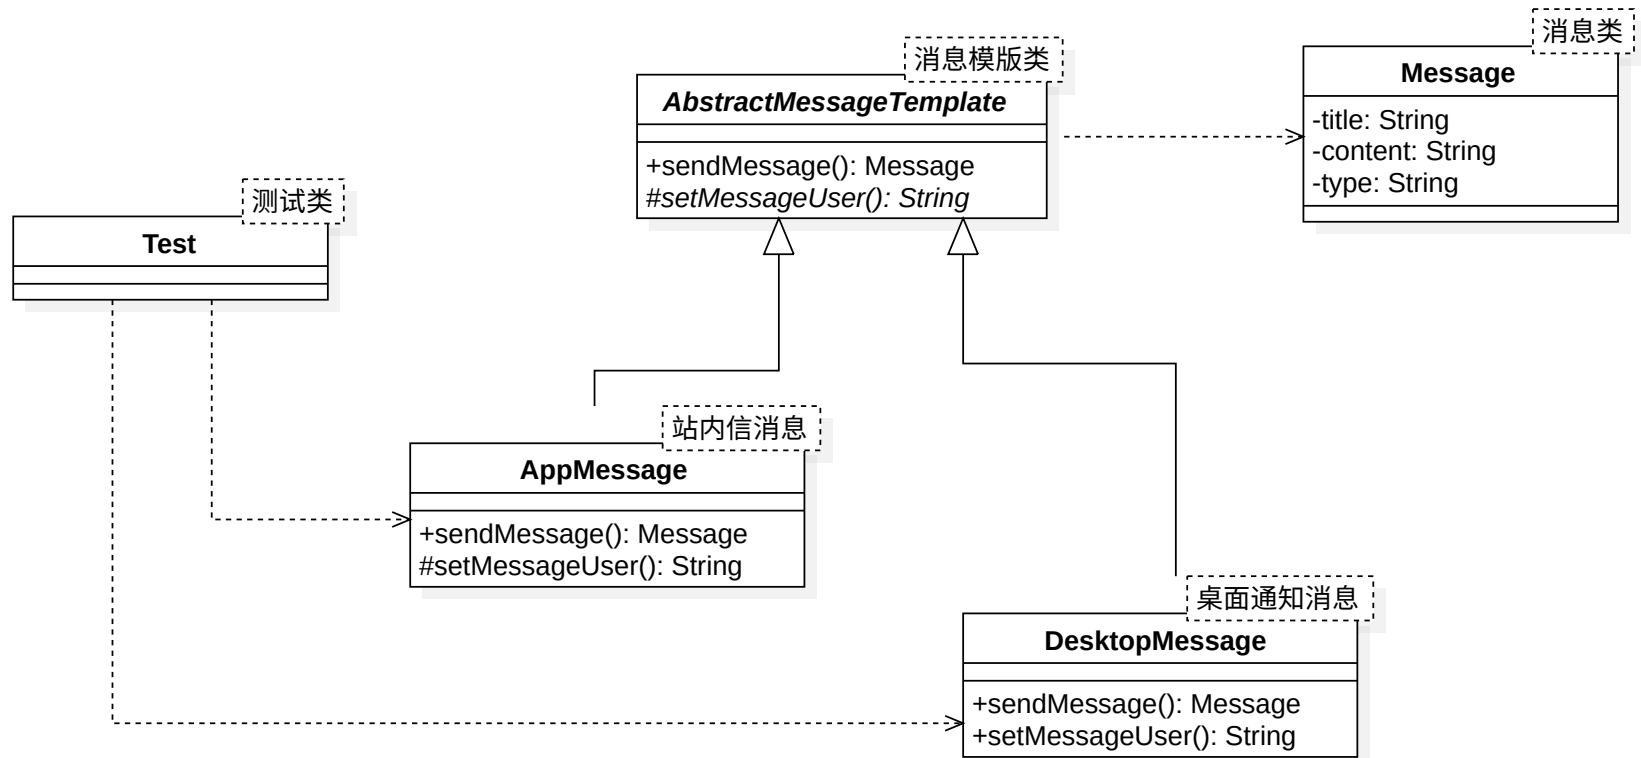 消息类
Message
-title: String
-content: String
-type: String
消息模版类
AbstractMessageTemplate
+sendMessage(): Message
#setMessageUser(): String
测试类
Test
站内信消息
AppMessage
+sendMessage(): Message
#setMessageUser(): String
桌面通知消息
DesktopMessage
+sendMessage(): Message
+setMessageUser(): String